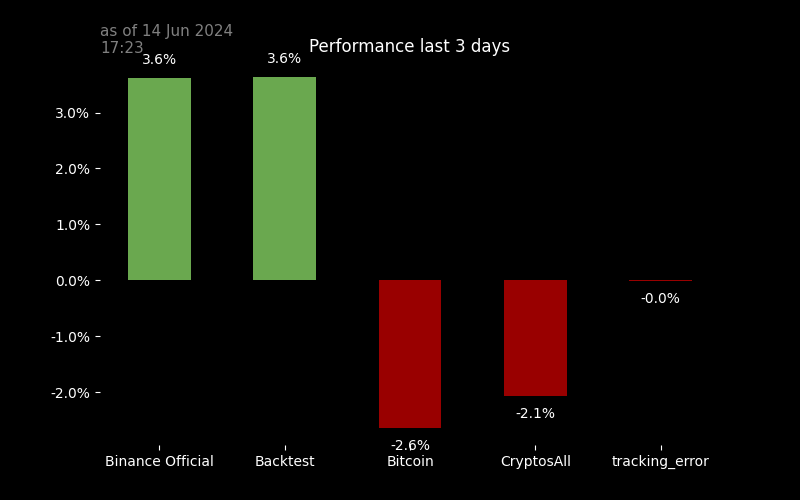 as of 14 Jun 2024
17:23
Performance last 3 days
3.6%
3.6%
3.0%
2.0%
1.0%
0.0%
-0.0%
-1.0%
-2.0%
-2.1%
-2.6%
Binance Official
Backtest
Bitcoin
CryptosAll
tracking_error